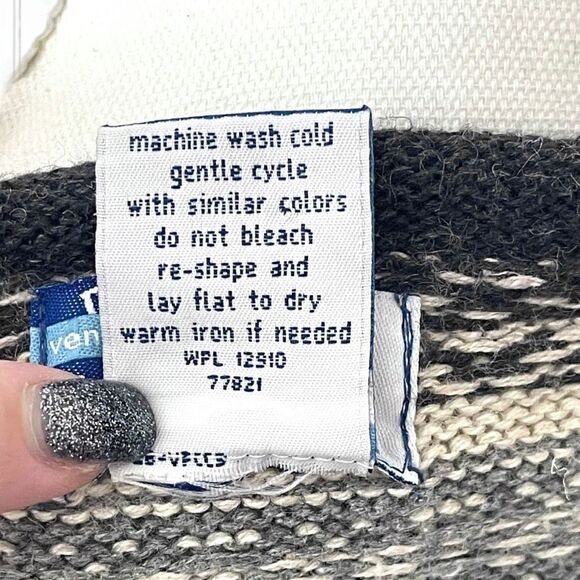 machine wash cold
gentle cycle
with similar colors
do not bleach
re-shape and
lay flat to dry
warm iron if needed
WPL 12910
77821
ven